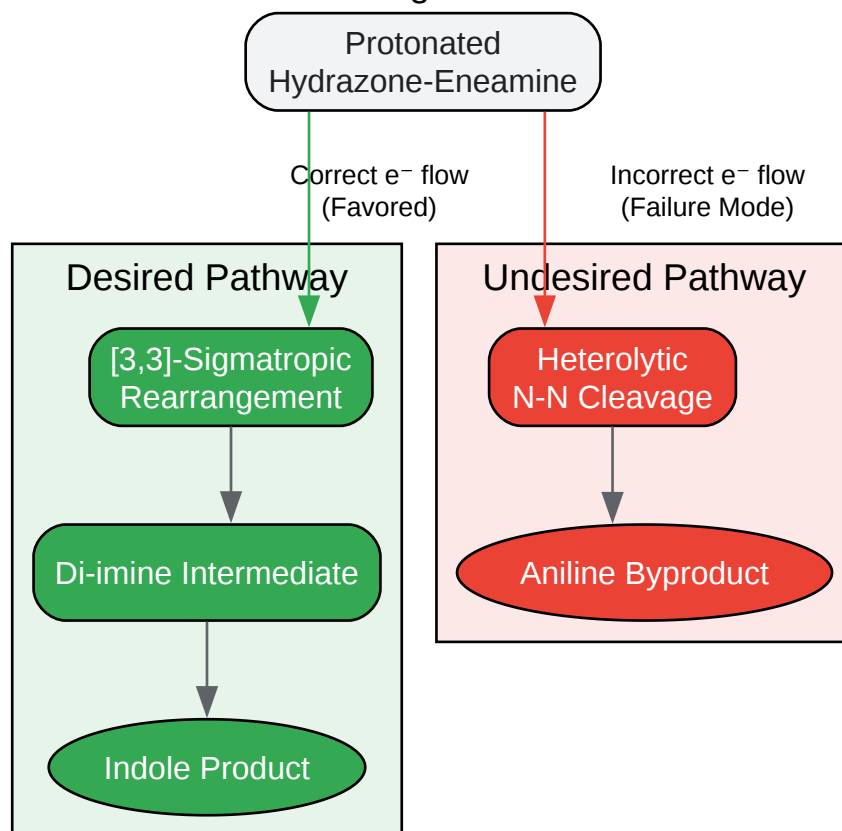 Protonated
Hydrazone-Eneamine
Correct e⁻ flow
(Favored)
Incorrect e⁻ flow
(Failure Mode)
Desired Pathway
[3,3]-Sigmatropic
Rearrangement
Di-imine Intermediate
Indole Product
Undesired Pathway
Heterolytic
N-N Cleavage
Aniline Byproduct